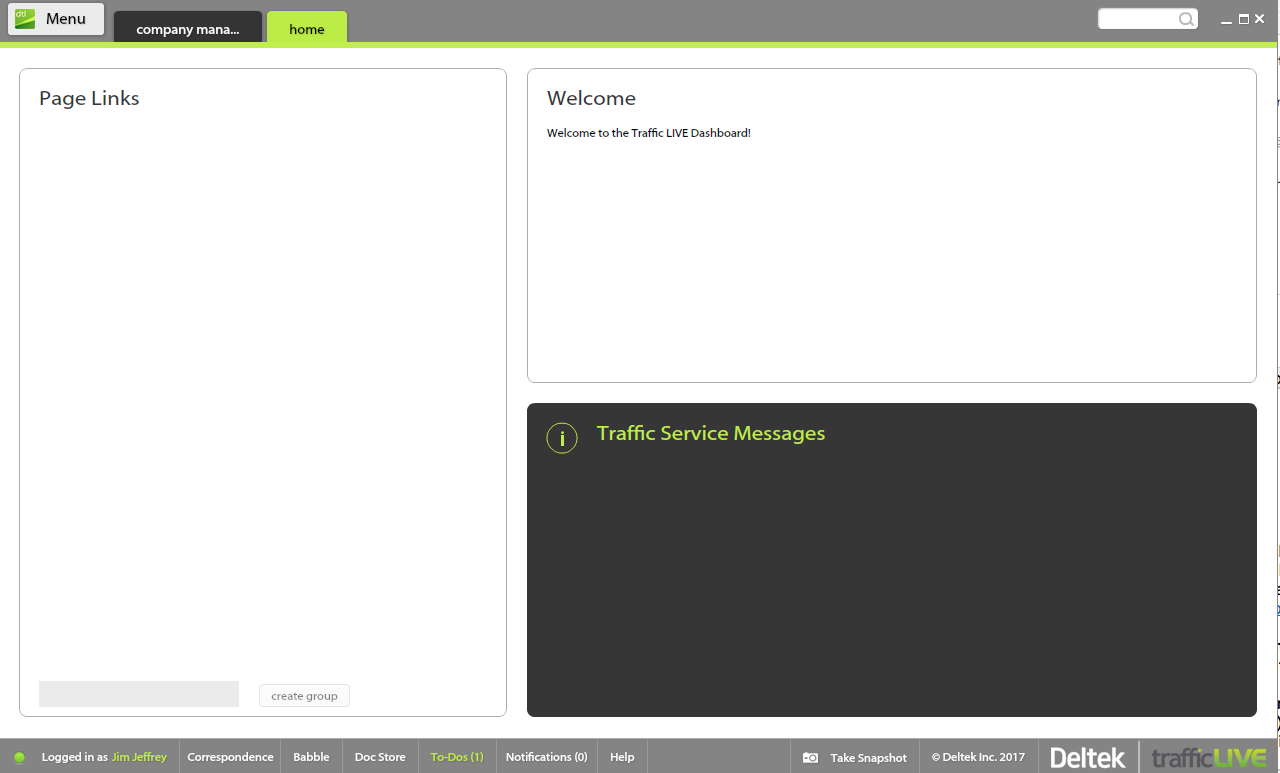 dtl Menu
company mana...
home
Page Links
Welcome
Welcome to the Traffic LIVE Dashboard!
i
Traffic Service Messages
create group
Logged in as Jim Jeffrey
Correspondence
Babble
Doc Store
To-Dos (1)
Notifications (0)
Help
Take Snapshot
© Deltek Inc. 2017
Deltek
trafficLIVE